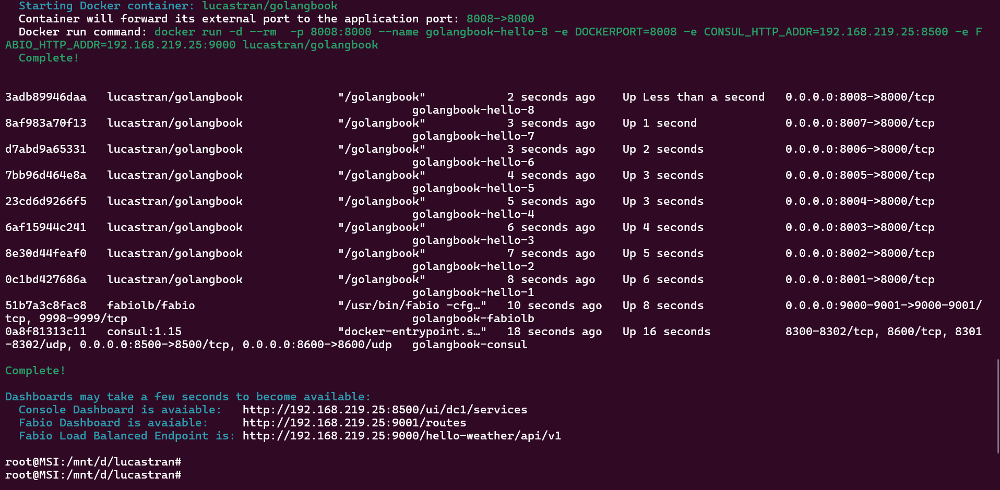 Starting Docker container: lucastran/golangbook
Container will forward its external port to the application port: 8008->8000
Docker run command: docker run -d --rm  -p 8008:8000 --name golangbook-hello-8 -e DOCKERPORT=8008 -e CONSUL_HTTP_ADDR=192.168.219.25:8500 -e F
ABIO_HTTP_ADDR=192.168.219.25:9000 lucastran/golangbook
Complete!
3adb89946daa   lucastran/golangbook   "/golangbook"   2 seconds ago   Up Less than a second   0.0.0.0:8008->8000/tcp
golangbook-hello-8
8af983a70f13   lucastran/golangbook   "/golangbook"   3 seconds ago   Up 1 second   0.0.0.0:8007->8000/tcp
golangbook-hello-7
d7abd9a65331   lucastran/golangbook   "/golangbook"   3 seconds ago   Up 2 seconds   0.0.0.0:8006->8000/tcp
golangbook-hello-6
7bb96d464e8a   lucastran/golangbook   "/golangbook"   4 seconds ago   Up 3 seconds   0.0.0.0:8005->8000/tcp
golangbook-hello-5
23cd6d9266f5   lucastran/golangbook   "/golangbook"   5 seconds ago   Up 3 seconds   0.0.0.0:8004->8000/tcp
golangbook-hello-4
6af15944c241   lucastran/golangbook   "/golangbook"   6 seconds ago   Up 4 seconds   0.0.0.0:8003->8000/tcp
golangbook-hello-3
8e30d44feaf0   lucastran/golangbook   "/golangbook"   7 seconds ago   Up 5 seconds   0.0.0.0:8002->8000/tcp
golangbook-hello-2
0c1bd427686a   lucastran/golangbook   "/golangbook"   8 seconds ago   Up 6 seconds   0.0.0.0:8001->8000/tcp
golangbook-hello-1
51b7a3c8fac8   fabiolb/fabio   "/usr/bin/fabio -cfg…"   10 seconds ago   Up 8 seconds   0.0.0.0:9000-9001->9000-9001/
tcp, 9998-9999/tcp   golangbook-fabiolb
0a8f81313c11   consul:1.15   "docker-entrypoint.s…"   18 seconds ago   Up 16 seconds   8300-8302/tcp, 8600/tcp, 8301
-8302/udp, 0.0.0.0:8500->8500/tcp, 0.0.0.0:8600->8600/udp   golangbook-consul
Complete!
Dashboards may take a few seconds to become available:
Console Dashboard is avaiable:   http://192.168.219.25:8500/ui/dc1/services
Fabio Dashboard is avaiable:     http://192.168.219.25:9001/routes
Fabio Load Balanced Endpoint is: http://192.168.219.25:9000/hello-weather/api/v1
root@MSI:/mnt/d/lucastran#
root@MSI:/mnt/d/lucastran#